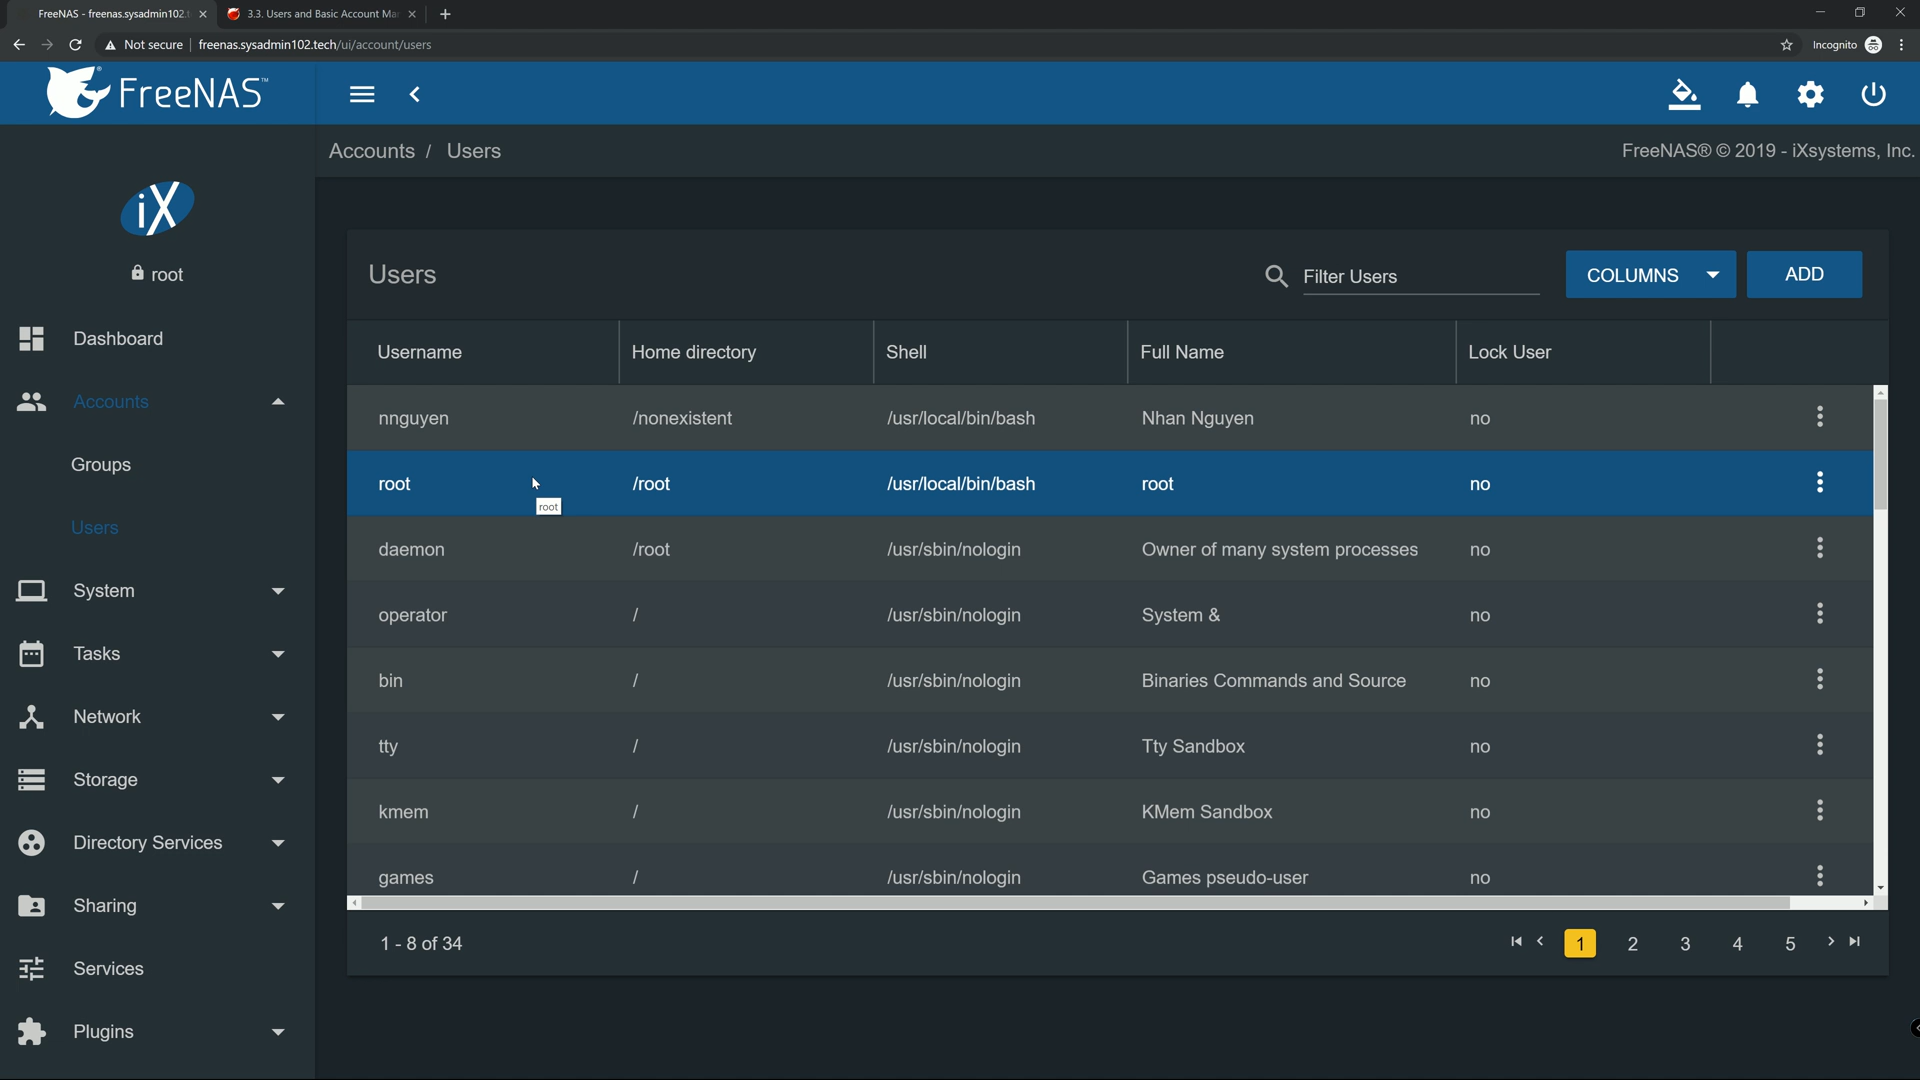 FreeNAS - freenas.sysadmin102.t
3.3. Users and Basic Account Man
Not secure
freenas.sysadmin102.tech/ui/account/users
Incognito
FreeNAS™
Accounts / Users
FreeNAS® © 2019 - iXsystems, Inc.
iX
root
Dashboard
Accounts
Groups
Users
System
Tasks
Network
Storage
Directory Services
Sharing
Services
Plugins
Users
Filter Users
COLUMNS
ADD
Username Home directory Shell Full Name Lock User
nnguyen /nonexistent /usr/local/bin/bash Nhan Nguyen no
root /root /usr/local/bin/bash root no
root
daemon /root /usr/sbin/nologin Owner of many system processes no
operator / /usr/sbin/nologin System & no
bin / /usr/sbin/nologin Binaries Commands and Source no
tty / /usr/sbin/nologin Tty Sandbox no
kmem / /usr/sbin/nologin KMem Sandbox no
games / /usr/sbin/nologin Games pseudo-user no
1 - 8 of 34
1 2 3 4 5